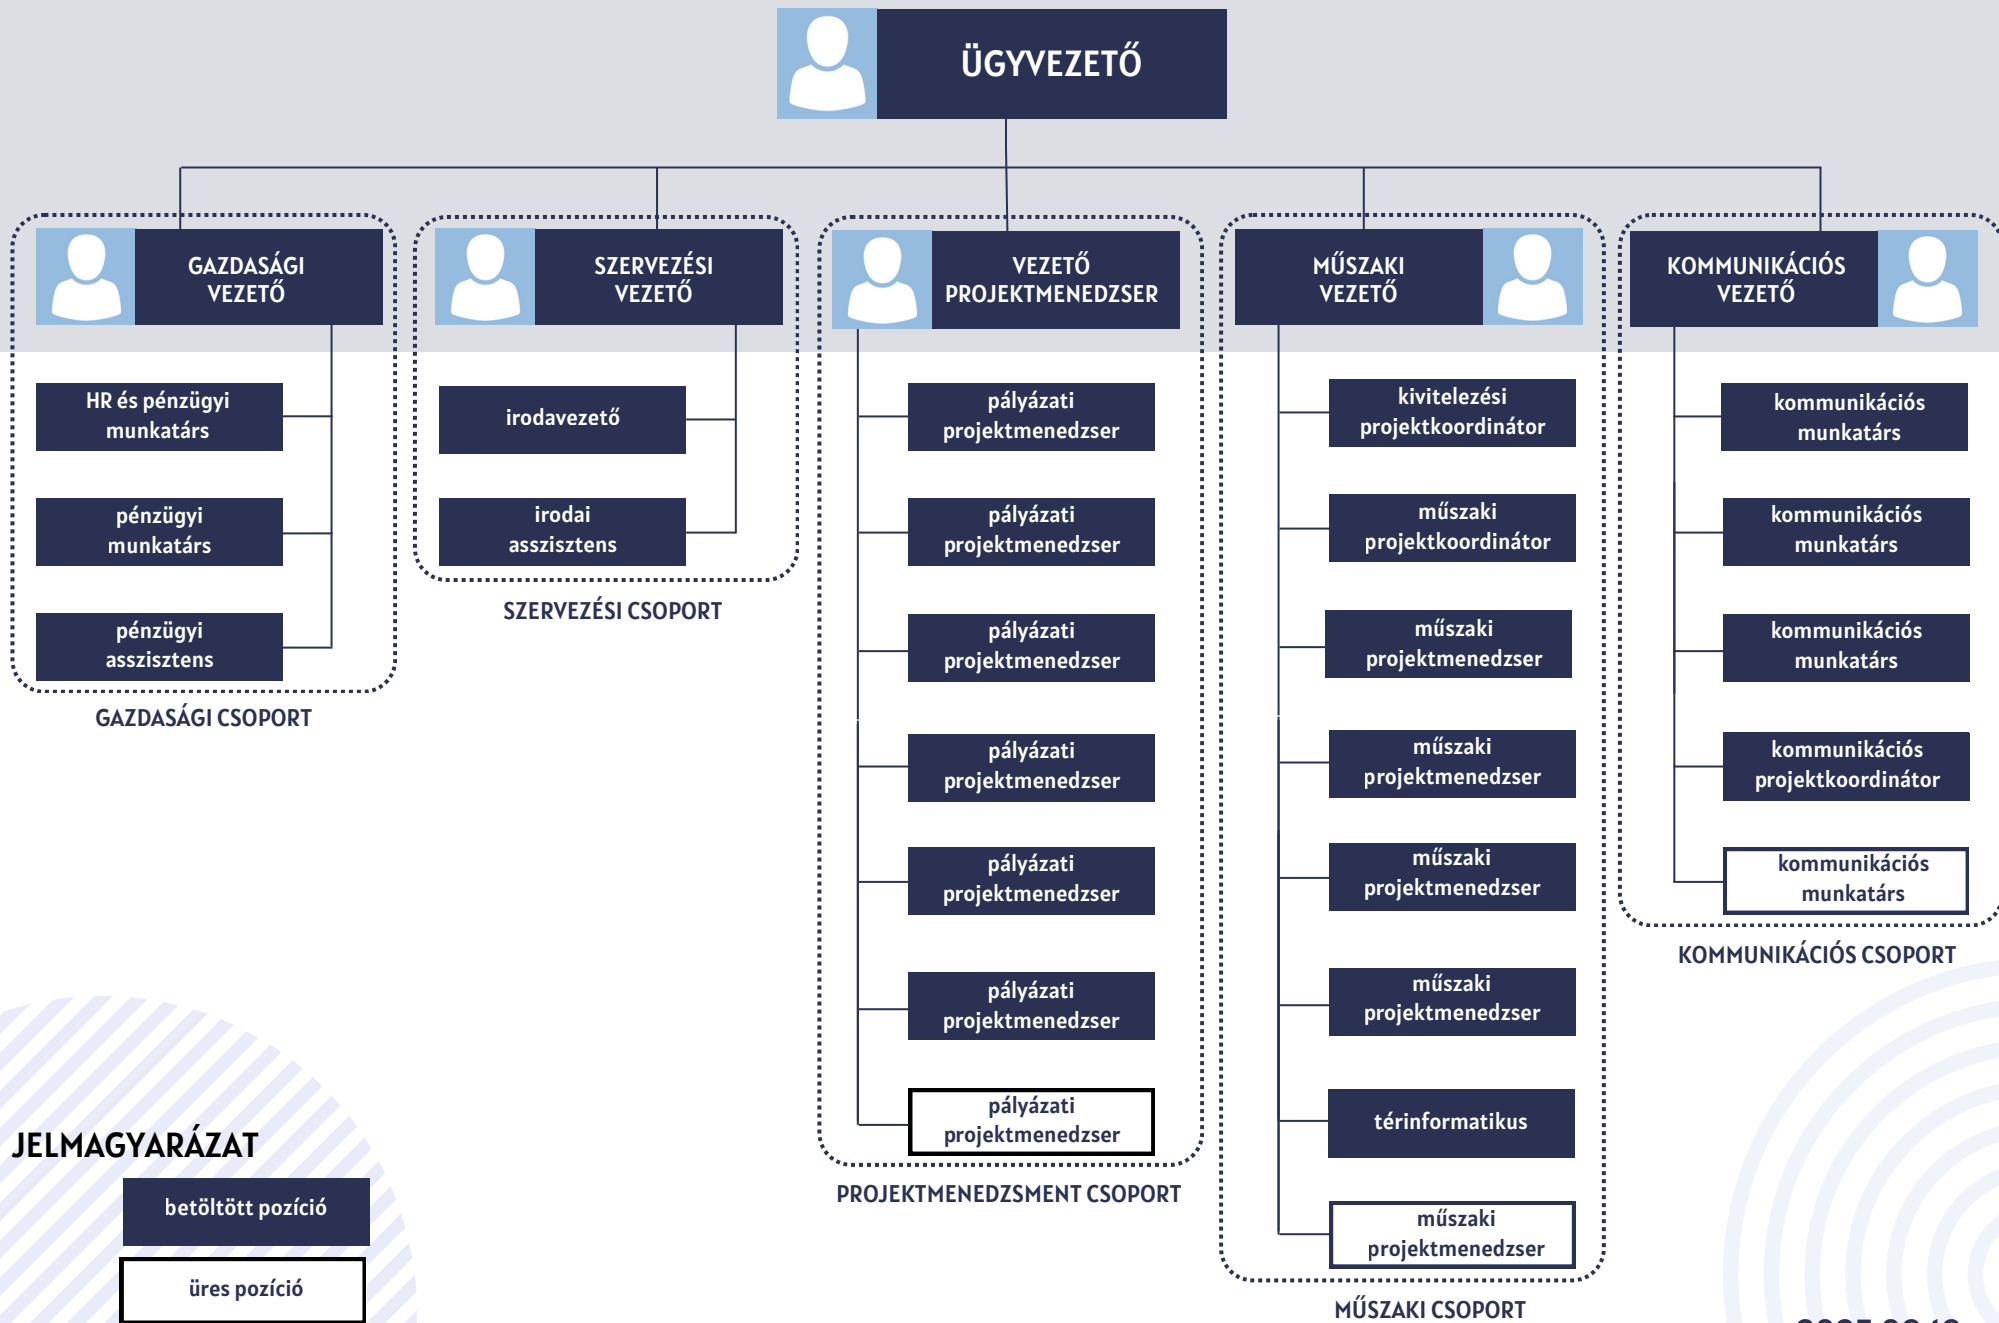 ÜGYVEZETŐ
GAZDASÁGI
VEZETŐ
HR és pénzügyi
munkatárs
pénzügyi
munkatárs
pénzügyi
asszisztens
GAZDASÁGI CSOPORT
SZERVEZÉSI
VEZETŐ
irodavezető
irodai
asszisztens
SZERVEZÉSI CSOPORT
VEZETŐ
PROJEKTMENEDZSER
pályázati
projektmenedzser
pályázati
projektmenedzser
pályázati
projektmenedzser
pályázati
projektmenedzser
pályázati
projektmenedzser
pályázati
projektmenedzser
pályázati
projektmenedzser
PROJEKTMENEDZSMENT CSOPORT
MŰSZAKI
VEZETŐ
kivitelezési
projektkoordinátor
műszaki
projektkoordinátor
műszaki
projektmenedzser
műszaki
projektmenedzser
műszaki
projektmenedzser
műszaki
projektmenedzser
térinformatikus
műszaki
projektmenedzser
MŰSZAKI CSOPORT
KOMMUNIKÁCIÓS
VEZETŐ
kommunikációs
munkatárs
kommunikációs
munkatárs
kommunikációs
munkatárs
kommunikációs
projektkoordinátor
kommunikációs
munkatárs
KOMMUNIKÁCIÓS CSOPORT
JELMAGYARÁZAT
betöltött pozíció
üres pozíció